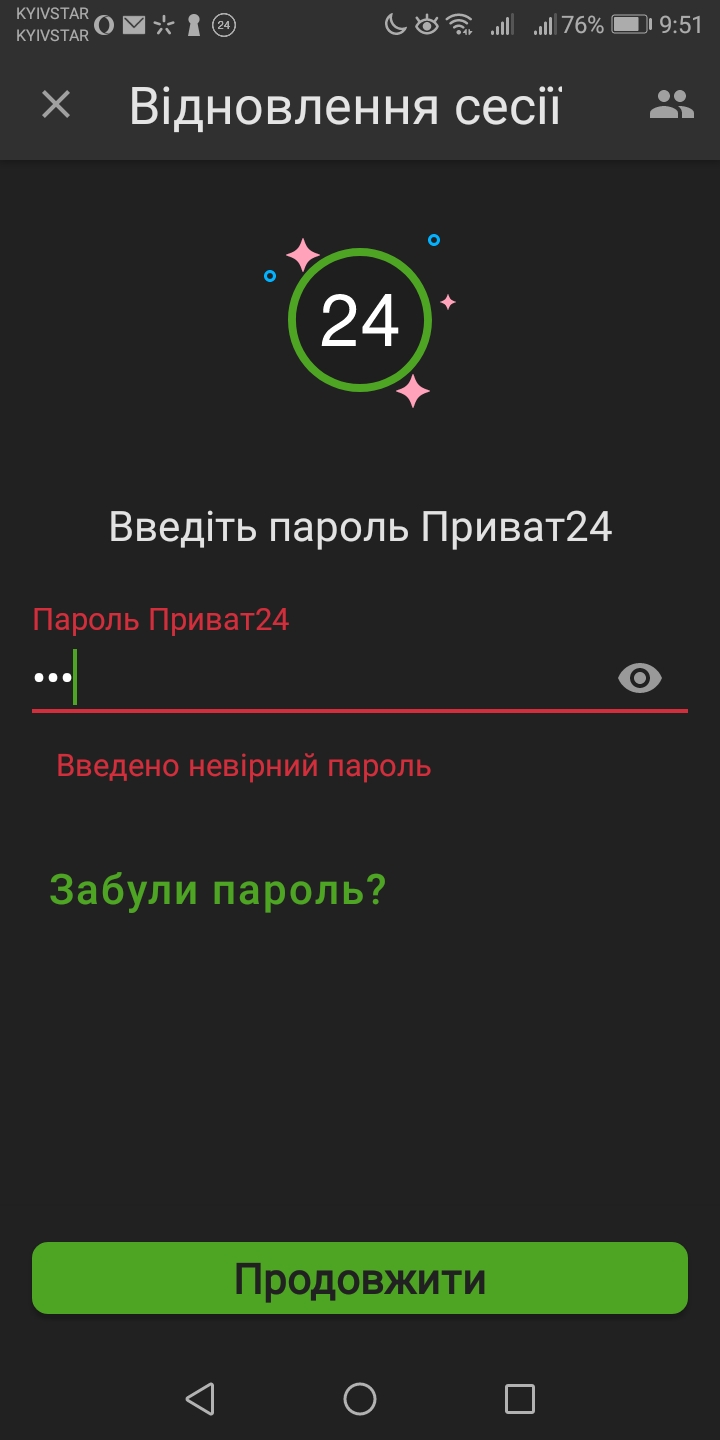 KYIVSTAR
KYIVSTAR
24
76%
9:51
Відновлення сесії
24
Введіть пароль Приват24
Пароль Приват24
•••
Введено невірний пароль
Забули пароль?
Продовжити